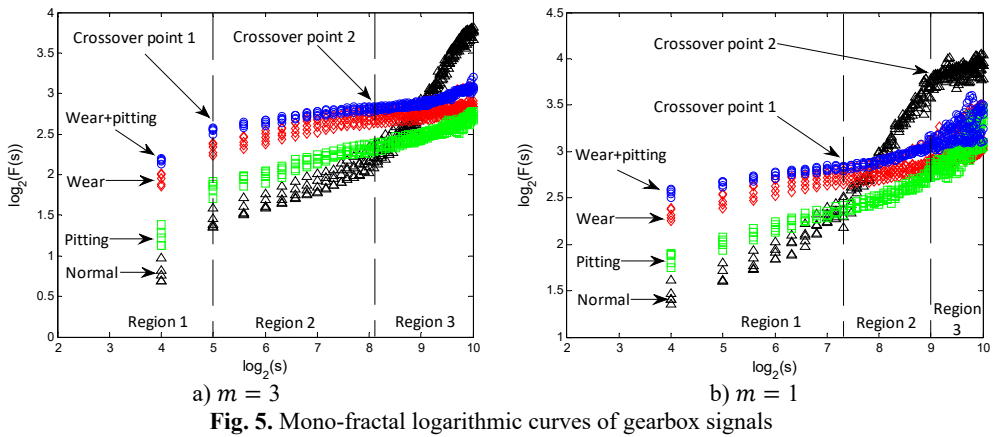 4
3.5
3
2.5
2
1.5
1
0.5
0
log2(F(s))
Crossover point 1
Crossover point 2
Wear+pitting
Wear
Pitting
Normal
Region 1
Region 2
Region 3
2 3 4 5 6 7 8 9 10
log2(s)
a) m = 3
4.5
4
3.5
3
2.5
2
1.5
1
log2(F(s))
Crossover point 2
Crossover point 1
Wear+pitting
Wear
Pitting
Normal
Region 1
Region 2
Region
3
2 3 4 5 6 7 8 9 10
log2(s)
b) m = 1
Fig. 5. Mono-fractal logarithmic curves of gearbox signals